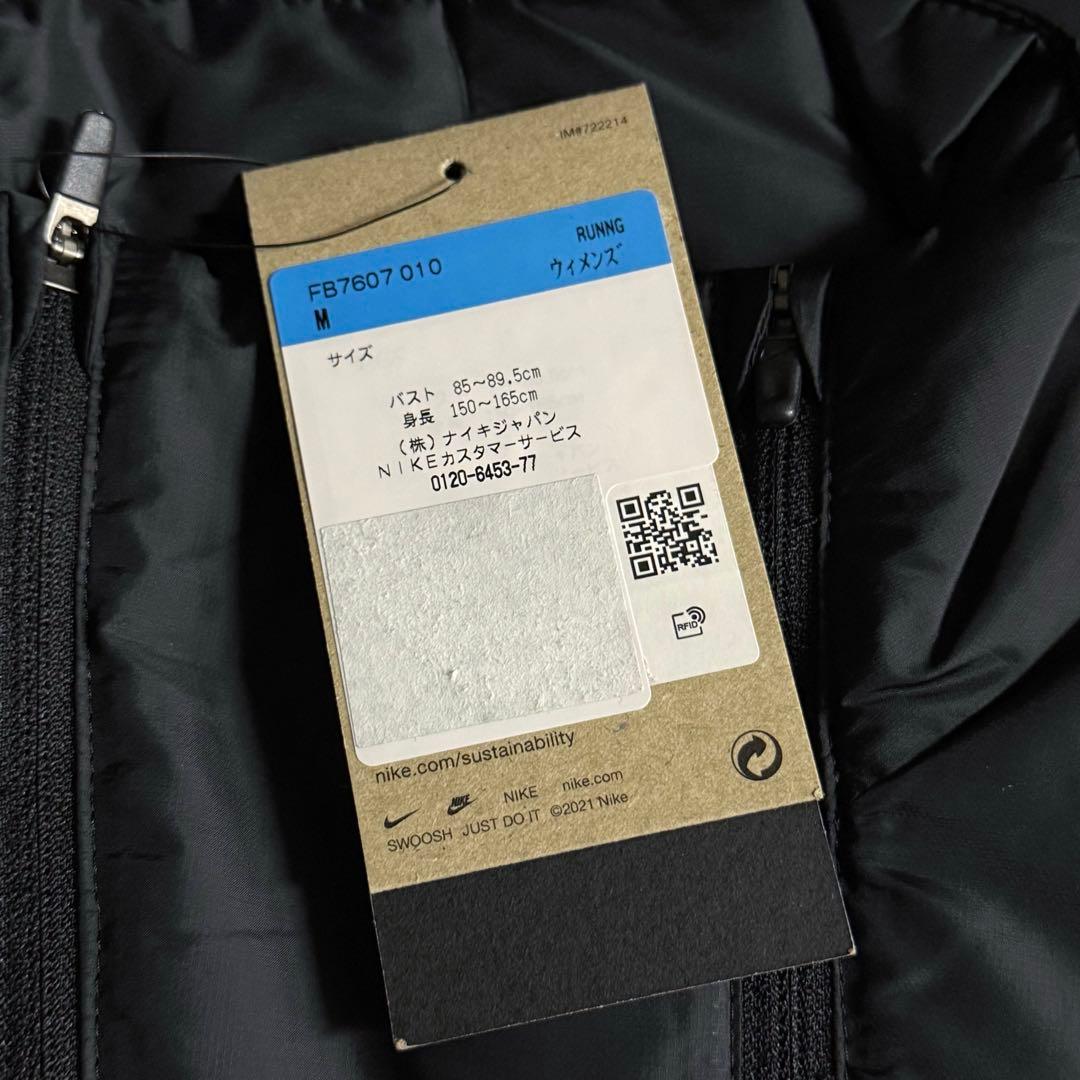 IM#722214
RUNNG
FB7607 010
ウィメンズ
M
サイズ
バスト 85〜89.5cm
身長 150〜165cm
(株)ナイキジャパン
NIKEカスタマーサービス
0120-6453-77
RFID
nike.com/sustainability
NIKE NIKE nike.com
SWOOSH JUST DO IT ©2021 Nike